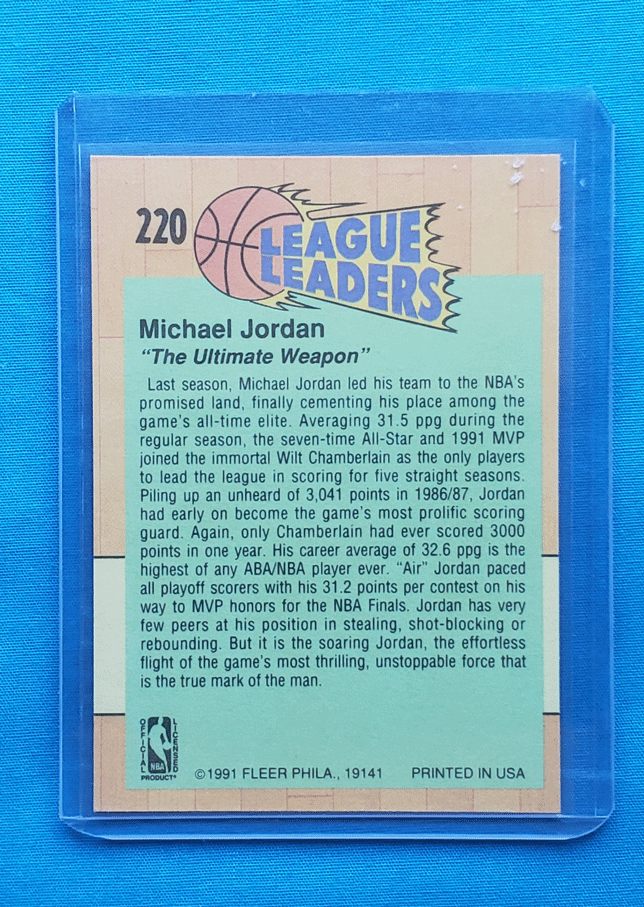 220
LEAGUE
LEADERS
Michael Jordan
“The Ultimate Weapon”
Last season, Michael Jordan led his team to the NBA's
promised land, finally cementing his place among the
game's all-time elite. Averaging 31.5 ppg during the
regular season, the seven-time All-Star and 1991 MVP
joined the immortal Wilt Chamberlain as the only players
to lead the league in scoring for five straight seasons.
Piling up an unheard of 3,041 points in 1986/87, Jordan
had early on become the game's most prolific scoring
guard. Again, only Chamberlain had ever scored 3000
points in one year. His career average of 32.6 ppg is the
highest of any ABA/NBA player ever. “Air” Jordan paced
all playoff scorers with his 31.2 points per contest on his
way to MVP honors for the NBA Finals. Jordan has very
few peers at his position in stealing, shot-blocking or
rebounding. But it is the soaring Jordan, the effortless
flight of the game's most thrilling, unstoppable force that
is the true mark of the man.
OFFICIAL
LICENSED
NBA
PRODUCT®
©1991 FLEER PHILA., 19141 PRINTED IN USA